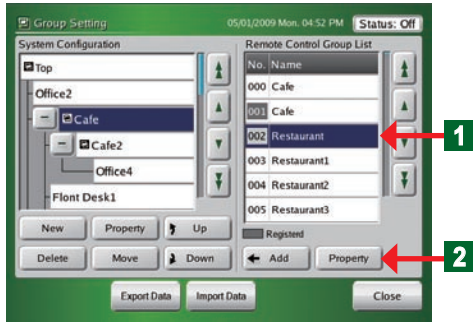 Group Setting 05/01/2009 Mon. 04:52 PM Status: Off
System Configuration
Top
Office2
Cafe
Cafe2
Office4
Flont Desk1
New Property Up
Delete Move Down
Remote Control Group List
No. Name
000 Cafe
001 Cafe
002 Restaurant
003 Restaurant1
004 Restaurant2
005 Restaurant3
Registerd
Add Property
Export Data Import Data Close
1
2